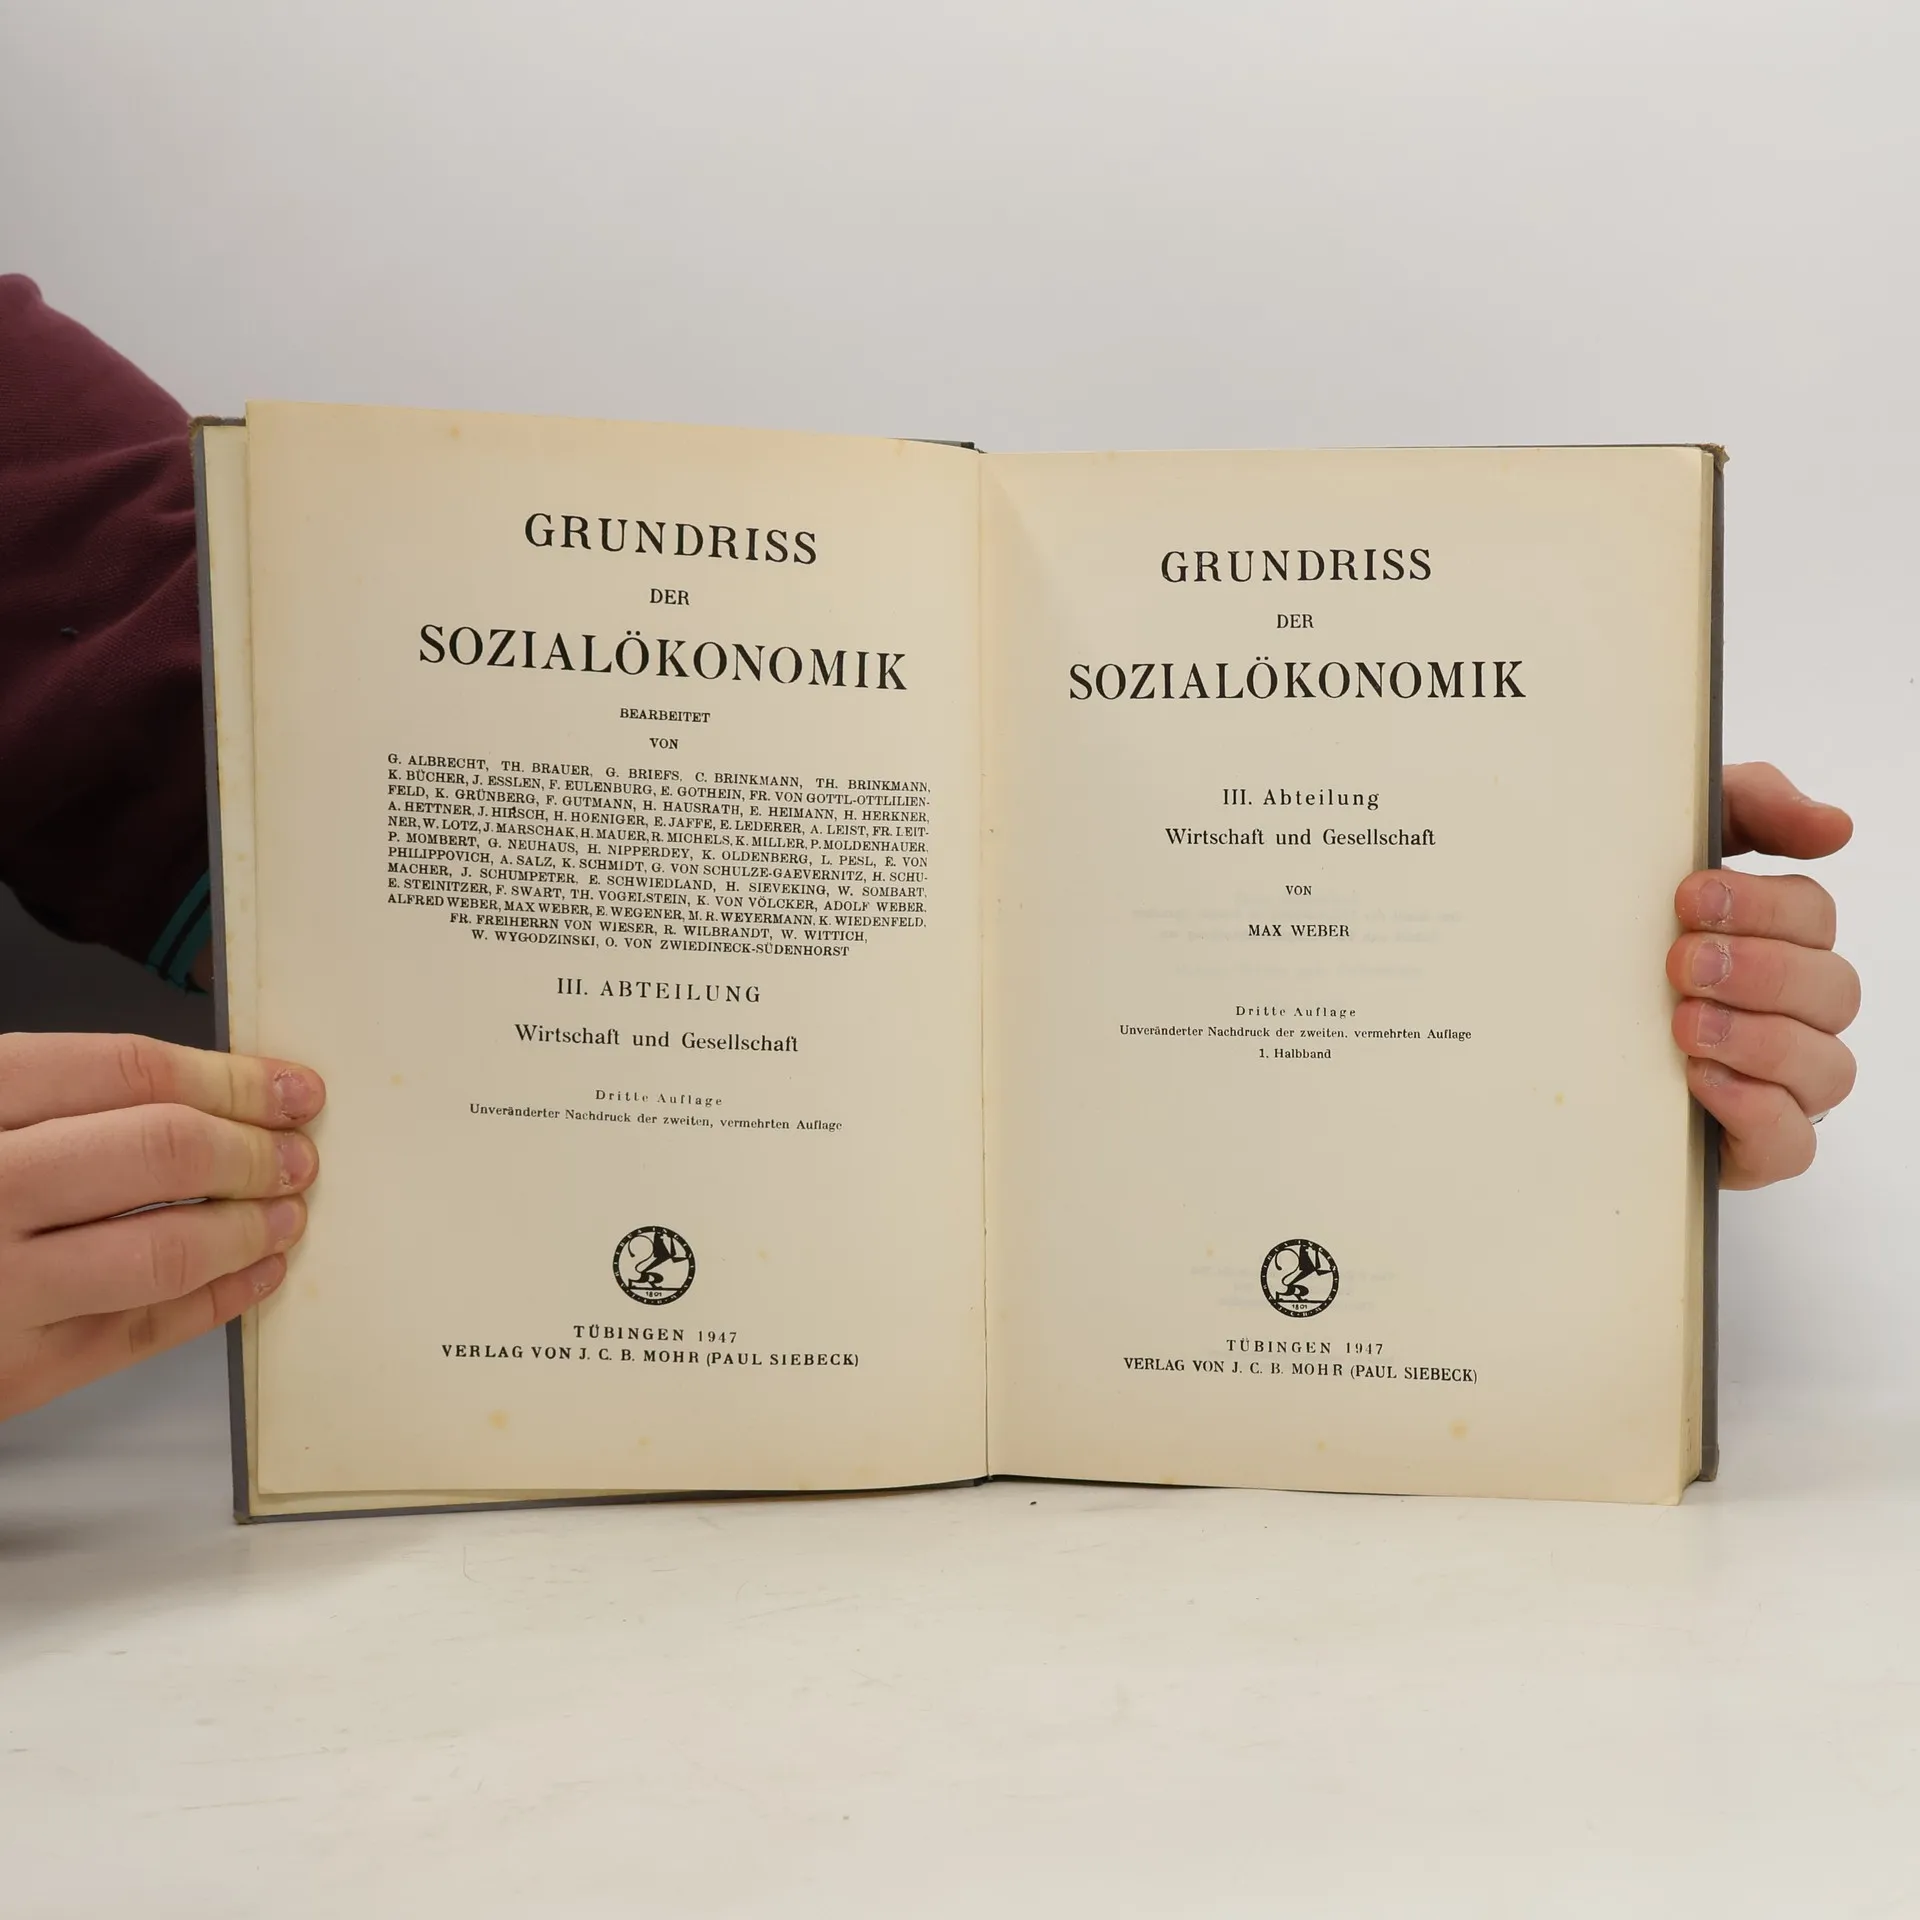 GRUNDRISS
DER
SOZIALÖKONOMIK
BEARBEITET
VON
G. ALBRECHT, TH. BRAUER, G. BRIEFS, C. BRINKMANN, TH. BRINKMANN,
K. BÜCHER, J. ESSLEN, F. EULENBURG, E. GOTHEIN, FR. VON GOTTL-OTTLILIEN-
FELD, K. GRÜNBERG, F. GUTMANN, H. HAUSRATH, E. HEIMANN, H. HERKNER,
A. HETTNER, J. HIRSCH, H. HOENIGER, E. JAFFE, E. LEDERER, A. LEIST, FR. LEIT-
NER, W. LOTZ, J. MARSCHAK, H. MAUER, R. MICHELS, K. MILLER, P. MOLDENHAUER,
P. MOMBERT, G. NEUHAUS, H. NIPPERDEY, K. OLDENBERG, L. PESL, E. VON
PHILIPPOVICH, A. SALZ, K. SCHMIDT, G. VON SCHULZE-GAEVERNITZ, H. SCHU-
MACHER, J. SCHUMPETER, E. SCHWIEDLAND, H. SIEVEKING, W. SOMBART,
E. STEINITZER, F. SWART, TH. VOGELSTEIN, K. VON VÖLCKER, ADOLF WEBER,
ALFRED WEBER, MAX WEBER, E. WEGENER, M. R. WEYERMANN, K. WIEDENFELD,
FR. FREIHERRN VON WIESER, R. WILBRANDT, W. WITTICH,
W. WYGODZINSKI, O. VON ZWIEDINECK-SÜDENHORST
III. ABTEILUNG
Wirtschaft und Gesellschaft
Dritte Auflage
Unveränderter Nachdruck der zweiten, vermehrten Auflage
1801
TÜBINGEN 1947
VERLAG VON J. C. B. MOHR (PAUL SIEBECK)
GRUNDRISS
DER
SOZIALÖKONOMIK
III. Abteilung
Wirtschaft und Gesellschaft
VON
MAX WEBER
Dritte Auflage
Unveränderter Nachdruck der zweiten, vermehrten Auflage
1. Halbband
1801
TÜBINGEN 1947
VERLAG VON J. C. B. MOHR (PAUL SIEBECK)